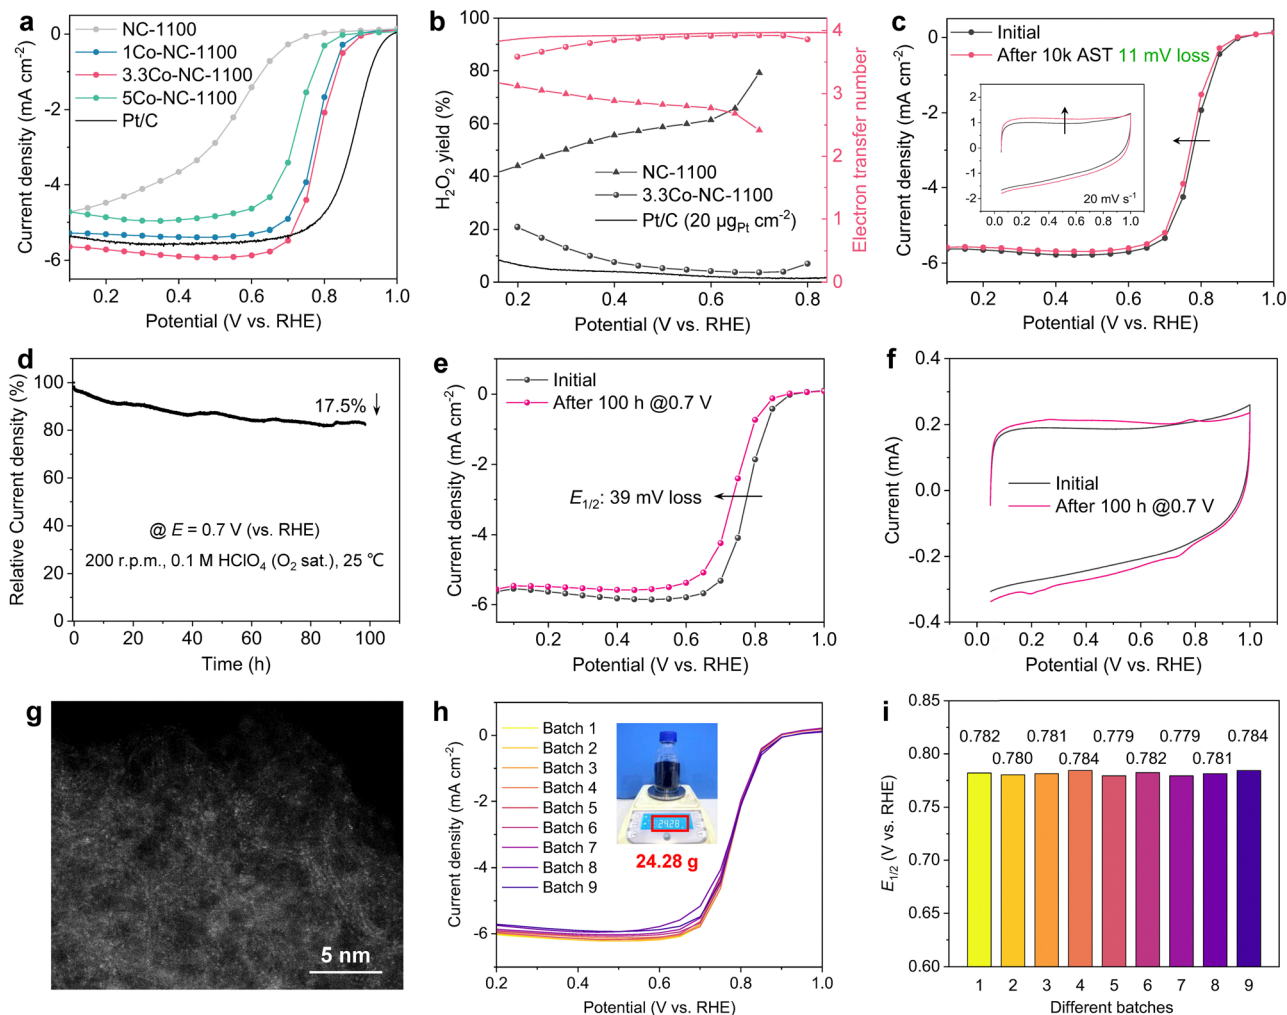 a
Current density (mA cm⁻²)
0
-2
-4
-6
NC-1100
1Co-NC-1100
3.3Co-NC-1100
5Co-NC-1100
Pt/C
0.2 0.4 0.6 0.8 1.0
Potential (V vs. RHE)
b
H₂O₂ yield (%)
100
80
60
40
20
0
NC-1100
3.3Co-NC-1100
Pt/C (20 µgPt cm⁻²)
4
3
2
1
0
Electron transfer number
0.2 0.4 0.6 0.8
Potential (V vs. RHE)
c
Current density (mA cm⁻²)
0
-2
-4
-6
Initial
After 10k AST 11 mV loss
2
1
0
-1
-2
20 mV s⁻¹
0.0 0.2 0.4 0.6 0.8 1.0
0.2 0.4 0.6 0.8 1.0
Potential (V vs. RHE)
d
Relative Current density (%)
100
80
60
40
20
0
17.5%
@ E = 0.7 V (vs. RHE)
200 r.p.m., 0.1 M HClO₄ (O₂ sat.), 25 ℃
0 20 40 60 80 100
Time (h)
e
Current density (mA cm⁻²)
0
-2
-4
-6
Initial
After 100 h @0.7 V
E1/2: 39 mV loss
0.2 0.4 0.6 0.8 1.0
Potential (V vs. RHE)
f
Current (mA)
0.4
0.2
0.0
-0.2
-0.4
Initial
After 100 h @0.7 V
0.0 0.2 0.4 0.6 0.8 1.0
Potential (V vs. RHE)
g
5 nm
h
Current density (mA cm⁻²)
0
-2
-4
-6
Batch 1
Batch 2
Batch 3
Batch 4
Batch 5
Batch 6
Batch 7
Batch 8
Batch 9
24.28
24.28 g
0.2 0.4 0.6 0.8 1.0
Potential (V vs. RHE)
i
E1/2 (V vs. RHE)
0.85
0.80
0.75
0.70
0.65
0.60
0.782 0.781 0.779 0.779 0.784
0.780 0.784 0.782 0.781
1 2 3 4 5 6 7 8 9
Different batches